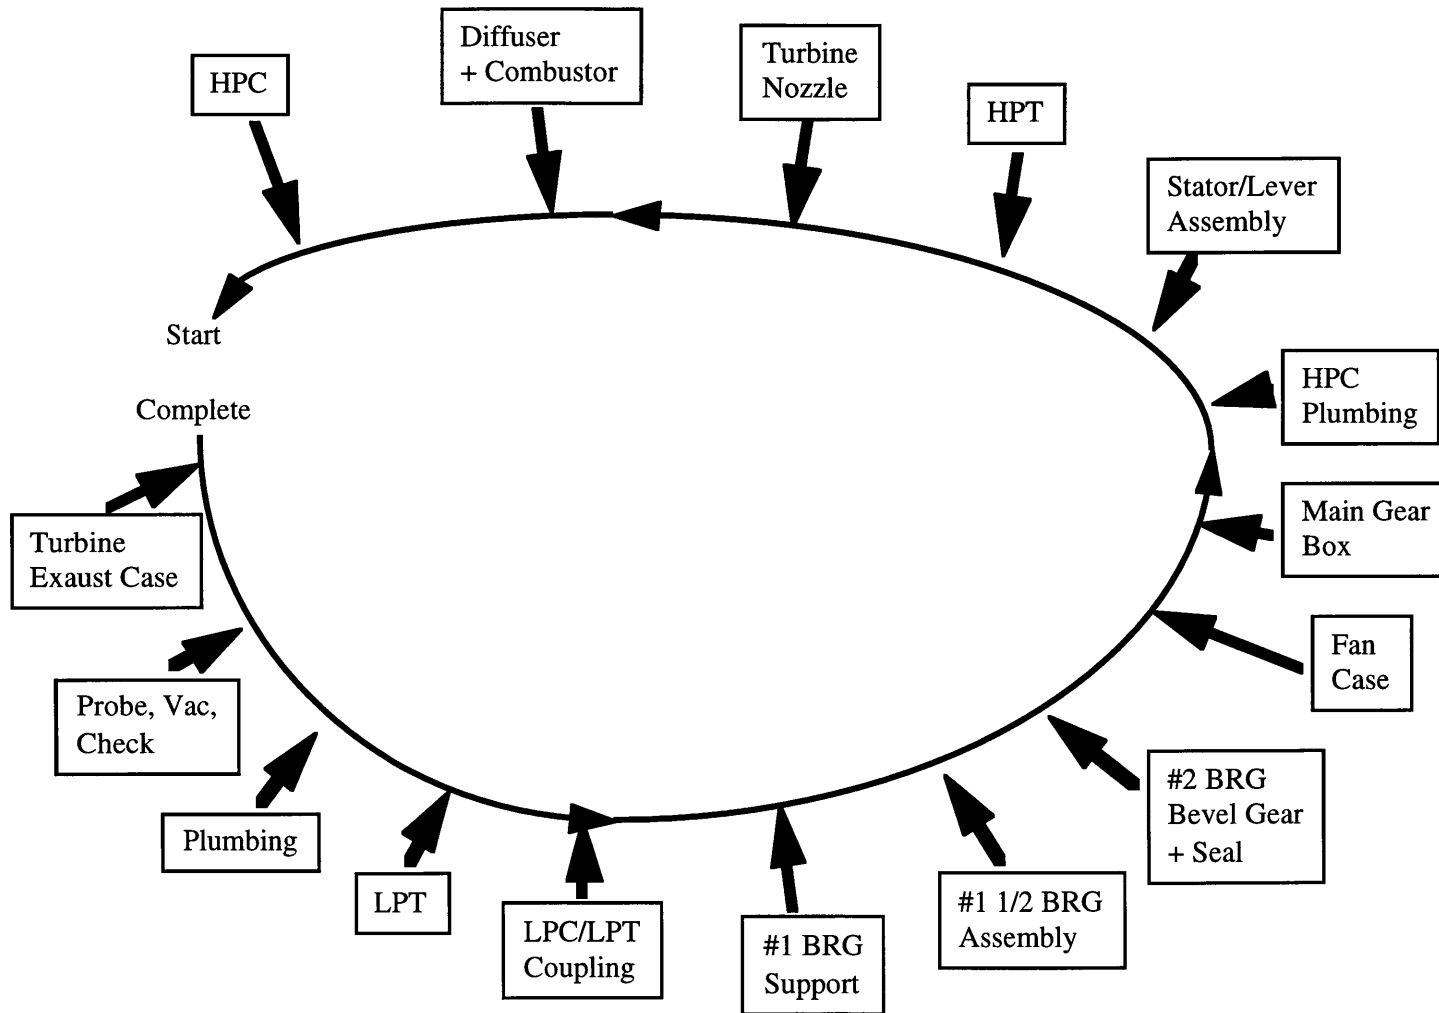 HPC
Diffuser
+ Combustor
Turbine
Nozzle
HPT
Stator/Lever
Assembly
HPC
Plumbing
Main Gear
Box
Fan
Case
#2 BRG
Bevel Gear
+ Seal
#1 1/2 BRG
Assembly
#1 BRG
Support
LPC/LPT
Coupling
LPT
Plumbing
Probe, Vac,
Check
Turbine
Exaust Case
Complete
Start